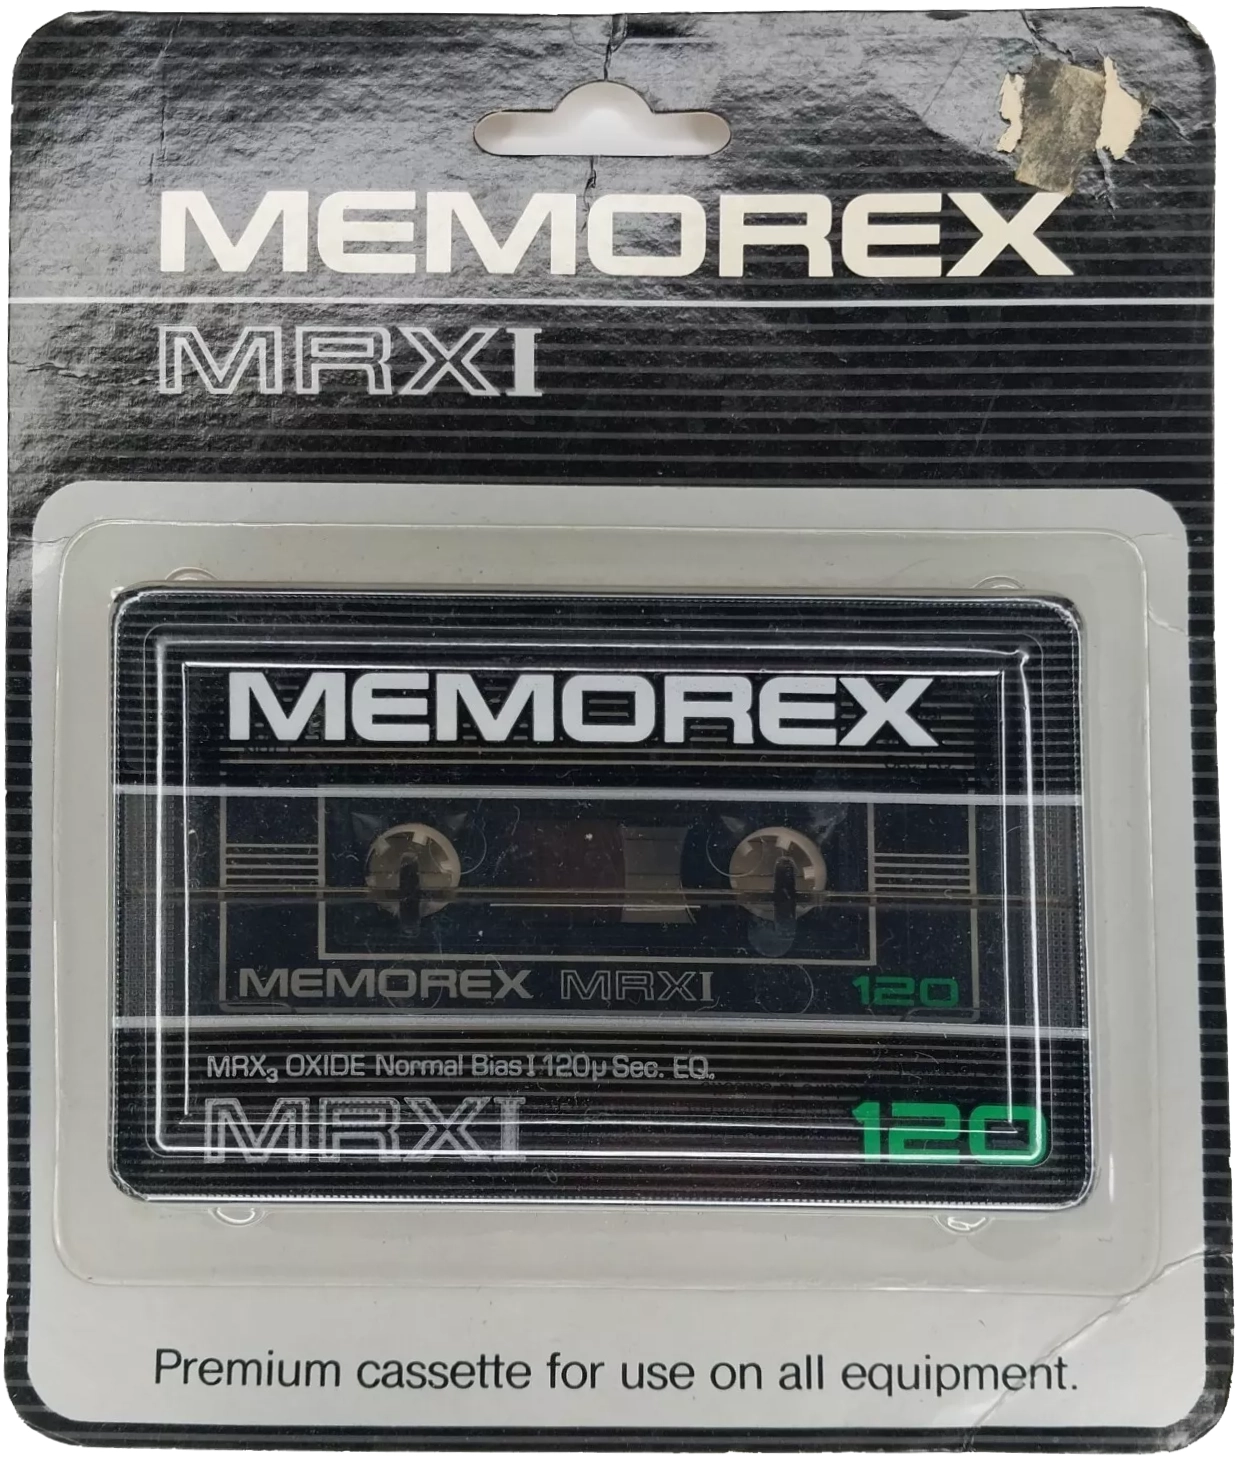 MEMOREX
MRXI
MEMOREX
MEMOREX MRXI 120
MRX₃ OXIDE Normal Bias I 120µ Sec. EQ.
MRXI 120
Premium cassette for use on all equipment.